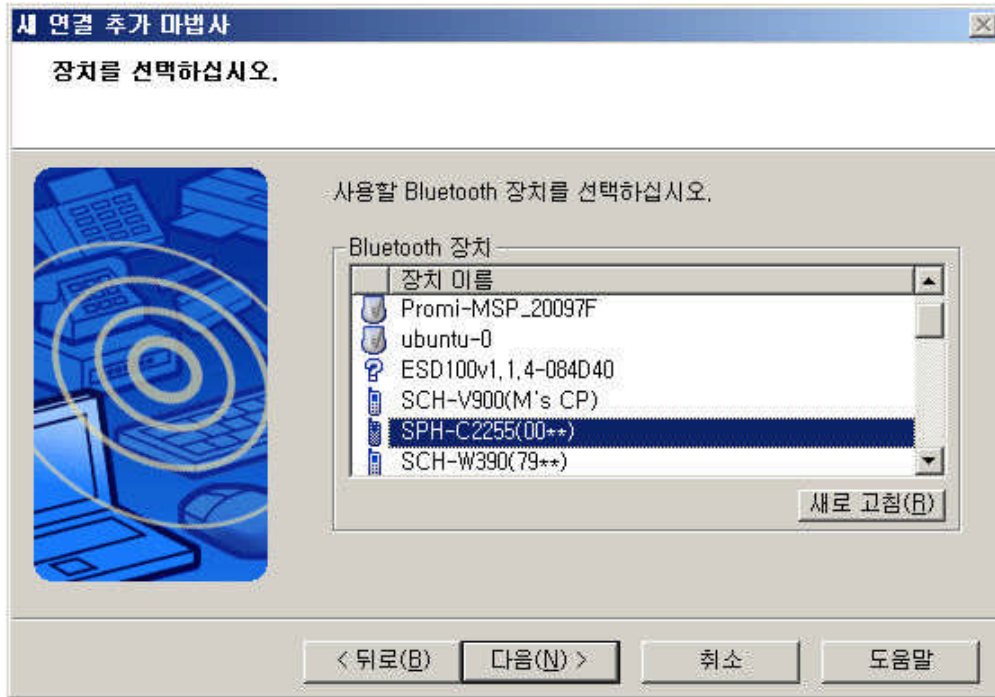 새 연결 추가 마법사
장치를 선택하십시오.
사용할 Bluetooth 장치를 선택하십시오.
Bluetooth 장치
장치 이름
Promi-MSP_20097F
ubuntu-0
ESD100v1.1.4-084D40
SCH-V900(M's CP)
SPH-C2255(00**)
SCH-W390(79**)
새로 고침(R)
< 뒤로(B) 다음(N) > 취소 도움말